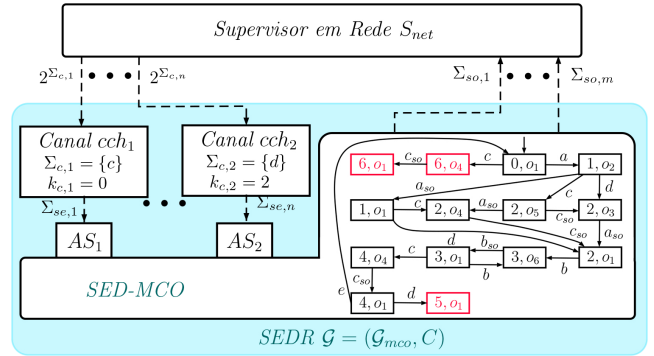 Supervisor em Rede S_net
2^Σ_c,1 2^Σ_c,n Σ_so,1 Σ_so,m
Canal cch_1
Σ_c,1 = {c}
k_c,1 = 0
Canal cch_2
Σ_c,2 = {d}
k_c,2 = 2
Σ_se,1 Σ_se,n
AS_1 AS_2
6, o_1 c_so 6, o_4 c 0, o_1 a 1, o_2
a_so c d
1, o_1 c 2, o_4 a_so 2, o_5 c_so 2, o_3
c_so a_so
4, o_4 c 3, o_1 d b_so b 3, o_6 b 2, o_1
c_so
e 4, o_1 d 5, o_1
SED-MCO
SEDR 𝒢 = (𝒢_mco, C)